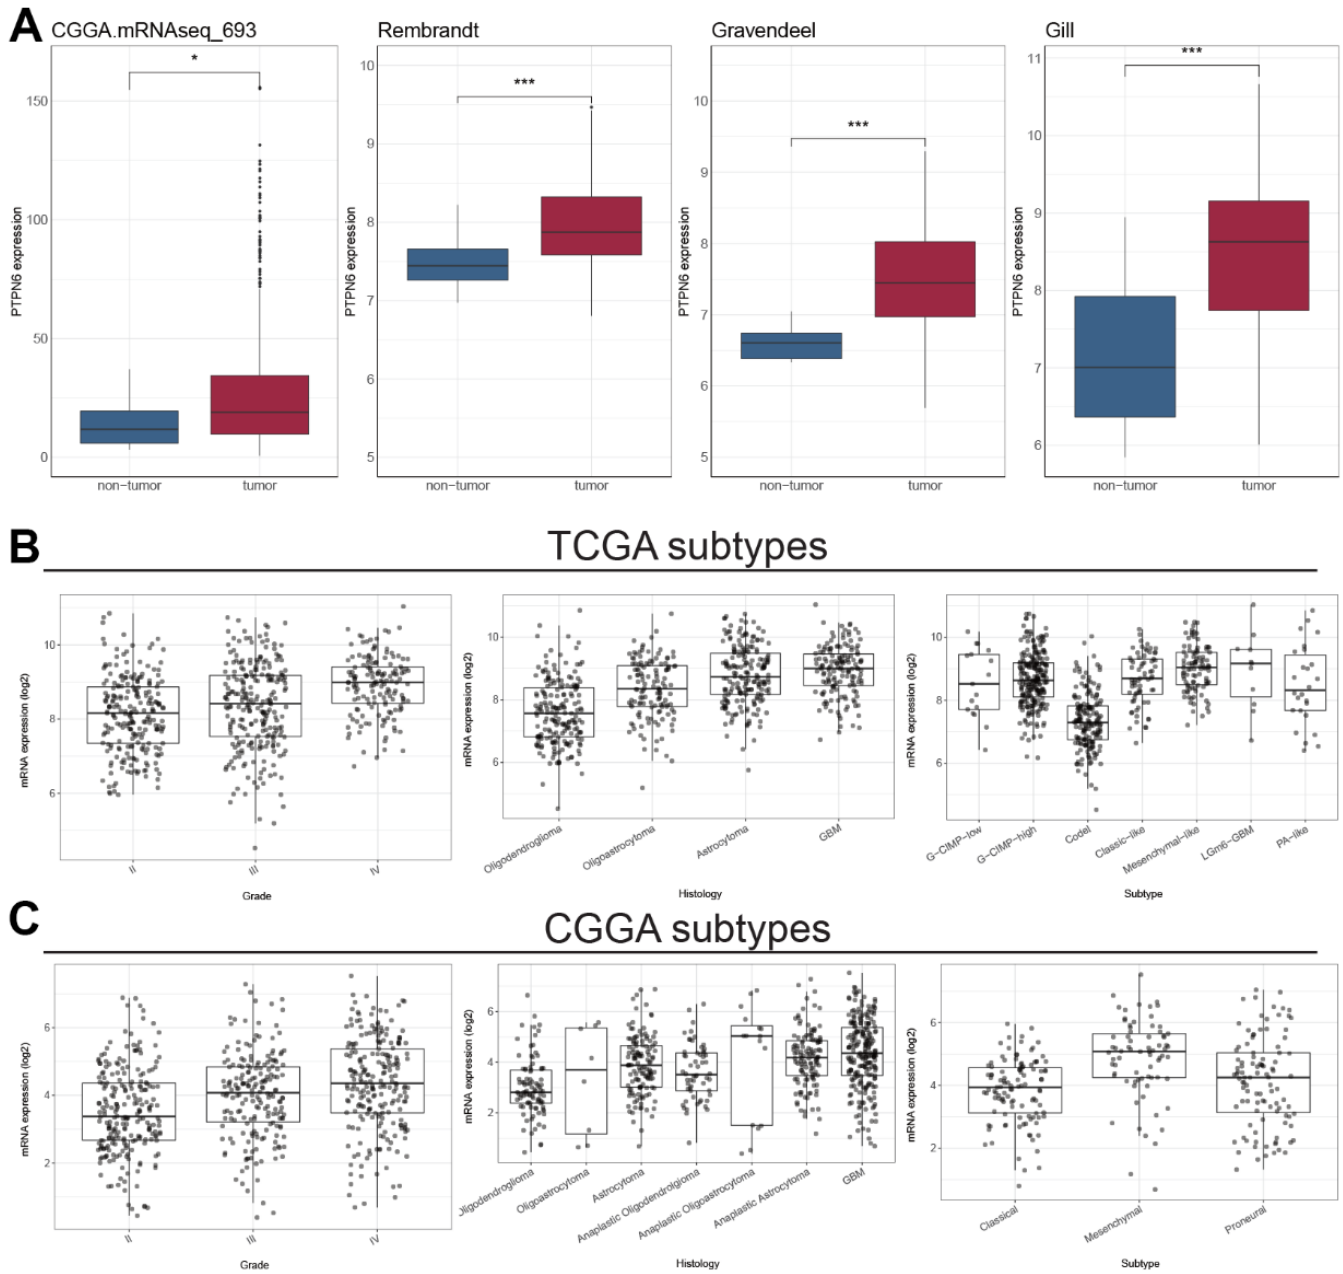 A
CGGA.mRNAseq_693
Rembrandt
Gravendeel
Gill
*
***
***
***
PTPN6 expression
150
100
50
0
non-tumor
tumor
PTPN6 expression
10
9
8
7
6
5
non-tumor
tumor
PTPN6 expression
10
9
8
7
6
5
non-tumor
tumor
PTPN6 expression
11
10
9
8
7
6
non-tumor
tumor
B
TCGA subtypes
mRNA expression (log2)
10
8
6
II
III
IV
Grade
mRNA expression (log2)
10
8
6
Oligodendroglioma
Oligoastrocytoma
Astrocytoma
GBM
Histology
mRNA expression (log2)
10
8
6
G-CIMP-low
G-CIMP-high
Codel
Classic-like
Mesenchymal-like
LGm6-GBM
PA-like
Subtype
C
CGGA subtypes
mRNA expression (log2)
6
4
2
II
III
IV
Grade
mRNA expression (log2)
6
4
2
Oligodendroglioma
Oligoastrocytoma
Astrocytoma
Anaplastic Oligodendrolgioma
Anaplastic Oligoastrocytoma
Anaplastic Astrocytoma
GBM
Histology
mRNA expression (log2)
6
4
2
Classical
Mesenchymal
Proneural
Subtype